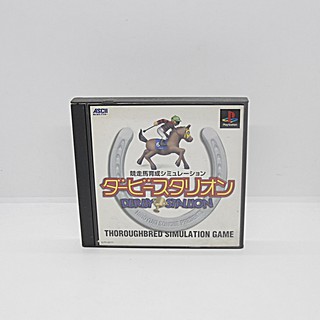 ASCII
PlayStation
競走馬育成シミュレーション
ダービースタリオン
DERBY STALLION
THOROUGHBRED SIMULATION GAME